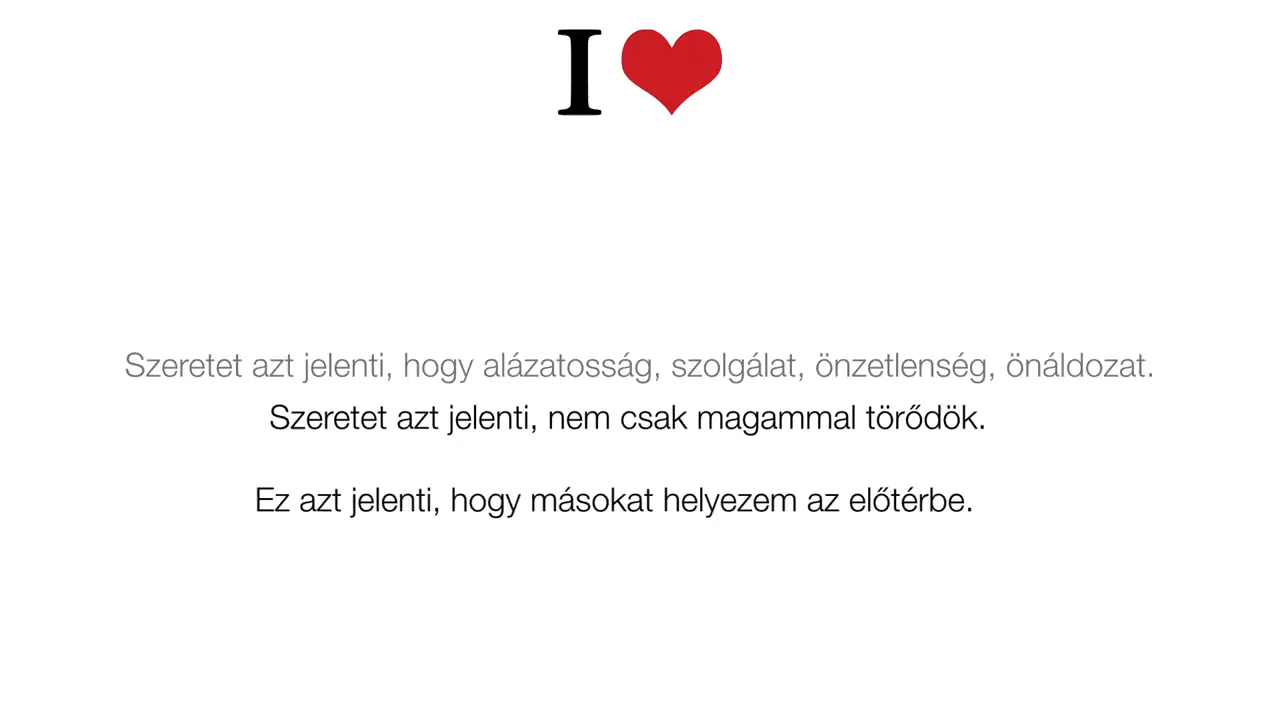 I
Szeretet azt jelenti, hogy alázatosság, szolgálat, önzetlenség, önáldozat.
Szeretet azt jelenti, nem csak magammal törődök.
Ez azt jelenti, hogy másokat helyezem az előtérbe.